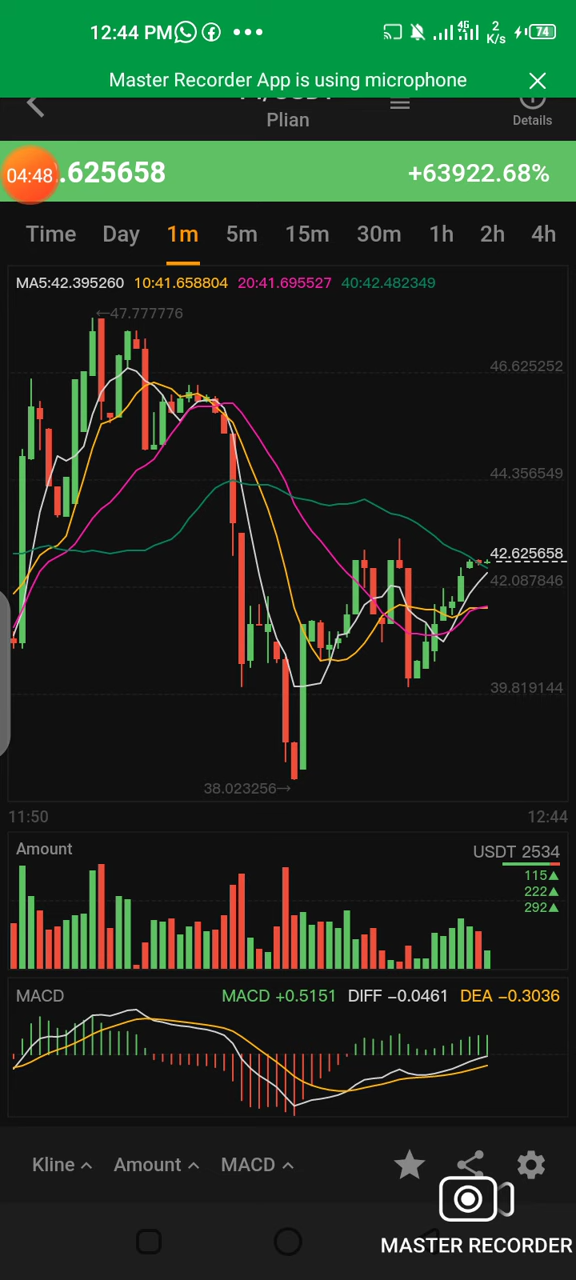 12:44 PM
4G
2
K/s
74
Master Recorder App is using microphone
Plian
Details
04:48
.625658
+63922.68%
Time Day 1m 5m 15m 30m 1h 2h 4h
MA5:42.395260 10:41.658804 20:41.695527 40:42.482349
←47.777776
46.625252
44.356549
42.625658
42.087846
39.819144
38.023256→
11:50 12:44
Amount
USDT 2534
115▲
222▲
292▲
MACD MACD +0.5151 DIFF −0.0461 DEA −0.3036
Kline Amount MACD
MASTER RECORDER